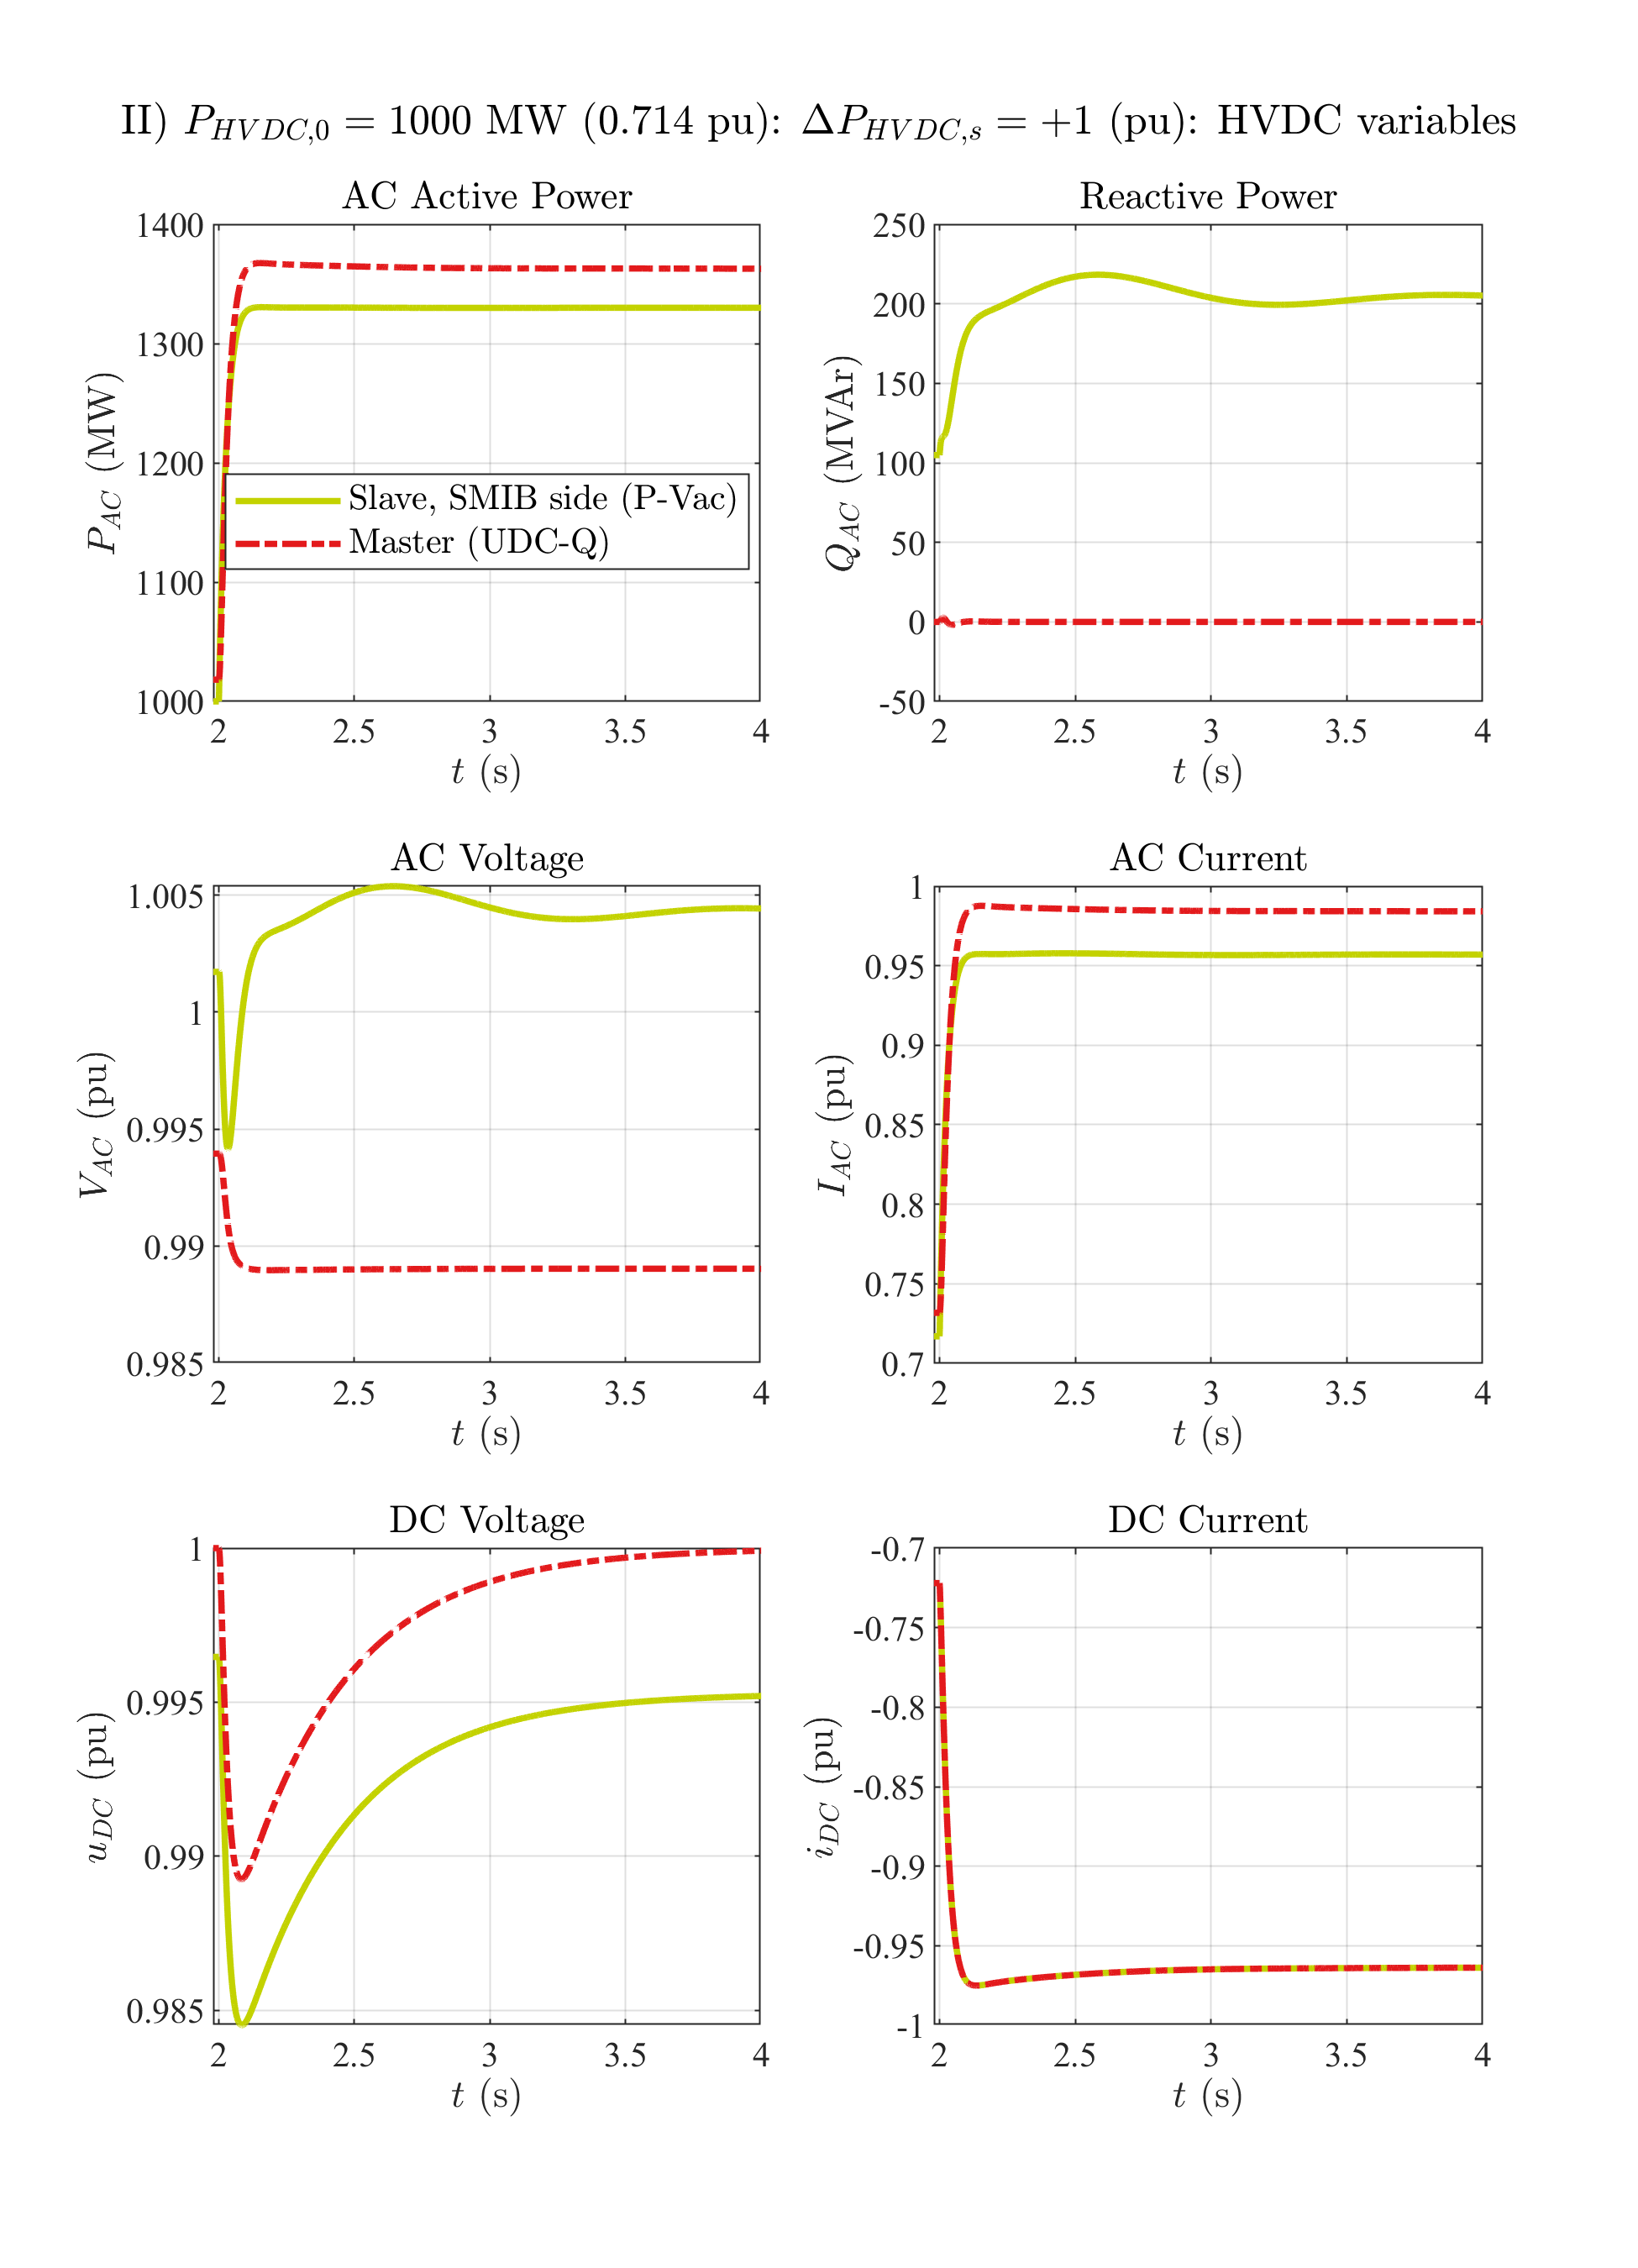 II) P_{HVDC,0} = 1000 MW (0.714 pu): ΔP_{HVDC,s} = +1 (pu): HVDC variables
AC Active Power
1400
1300
1200
1100
1000
P_{AC} (MW)
Slave, SMIB side (P-Vac)
Master (UDC-Q)
2 2.5 3 3.5 4
t (s)
Reactive Power
250
200
150
100
50
0
-50
Q_{AC} (MVAr)
2 2.5 3 3.5 4
t (s)
AC Voltage
1.005
1
0.995
0.99
0.985
V_{AC} (pu)
2 2.5 3 3.5 4
t (s)
AC Current
1
0.95
0.9
0.85
0.8
0.75
0.7
I_{AC} (pu)
2 2.5 3 3.5 4
t (s)
DC Voltage
1
0.995
0.99
0.985
u_{DC} (pu)
2 2.5 3 3.5 4
t (s)
DC Current
-0.7
-0.75
-0.8
-0.85
-0.9
-0.95
-1
i_{DC} (pu)
2 2.5 3 3.5 4
t (s)